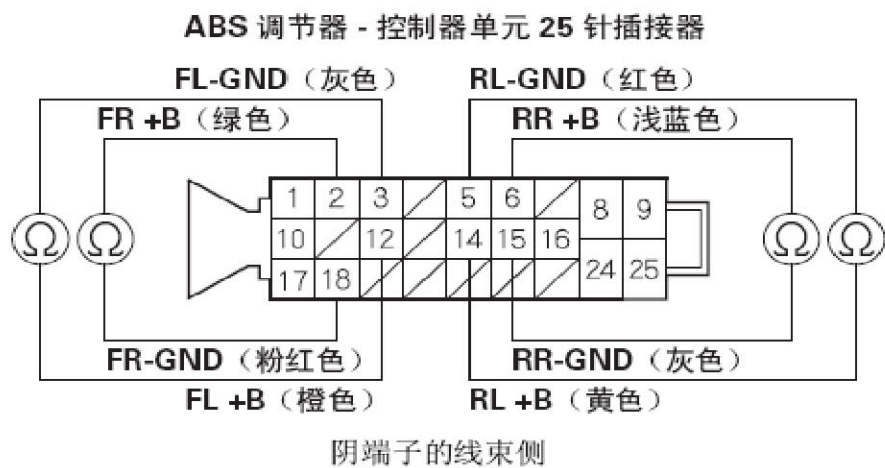 ABS 调节器 - 控制器单元 25 针插接器
FL-GND（灰色） RL-GND（红色）
FR +B（绿色） RR +B（浅蓝色）
1 2 3 5 6 8 9
Ω Ω 10 12 14 15 16 Ω Ω
17 18 24 25
FR-GND（粉红色） RR-GND（灰色）
FL +B（橙色） RL +B（黄色）
阴端子的线束侧